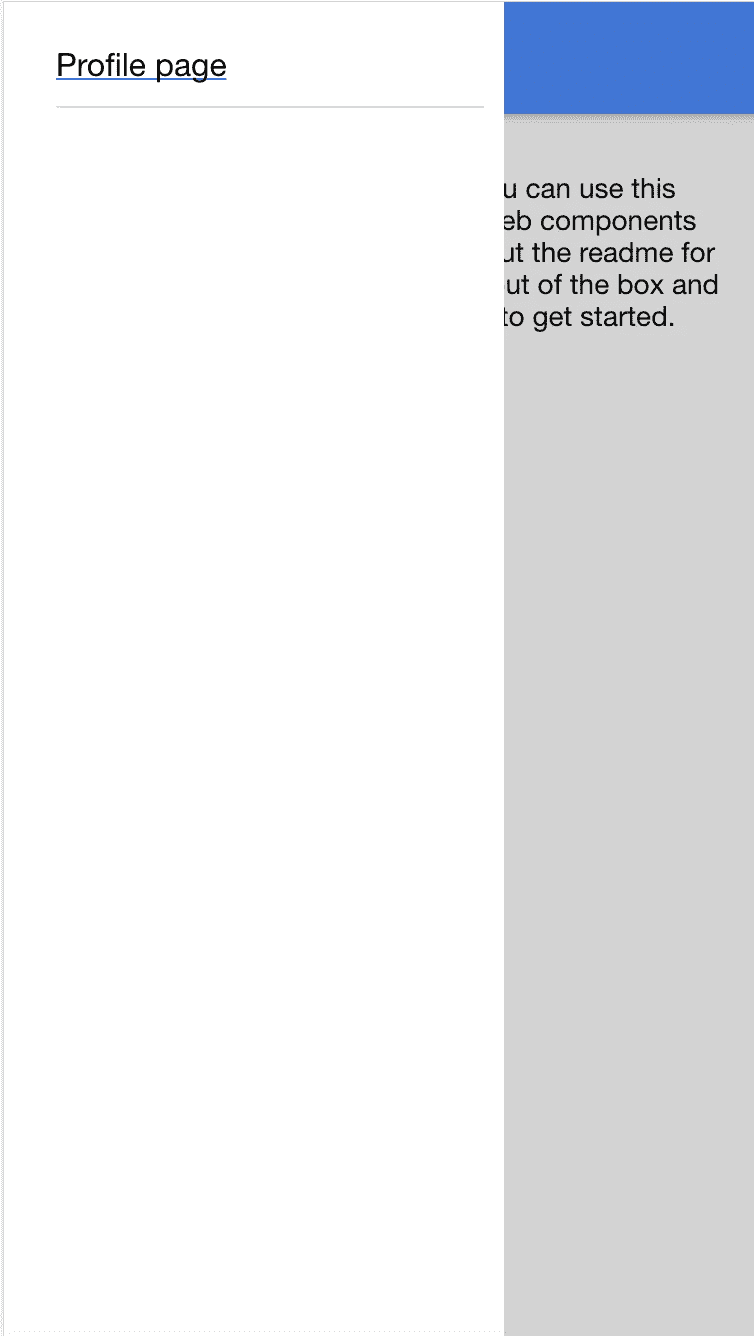 Profile page
u can use this
eb components
ut the readme for
ut of the box and
to get started.